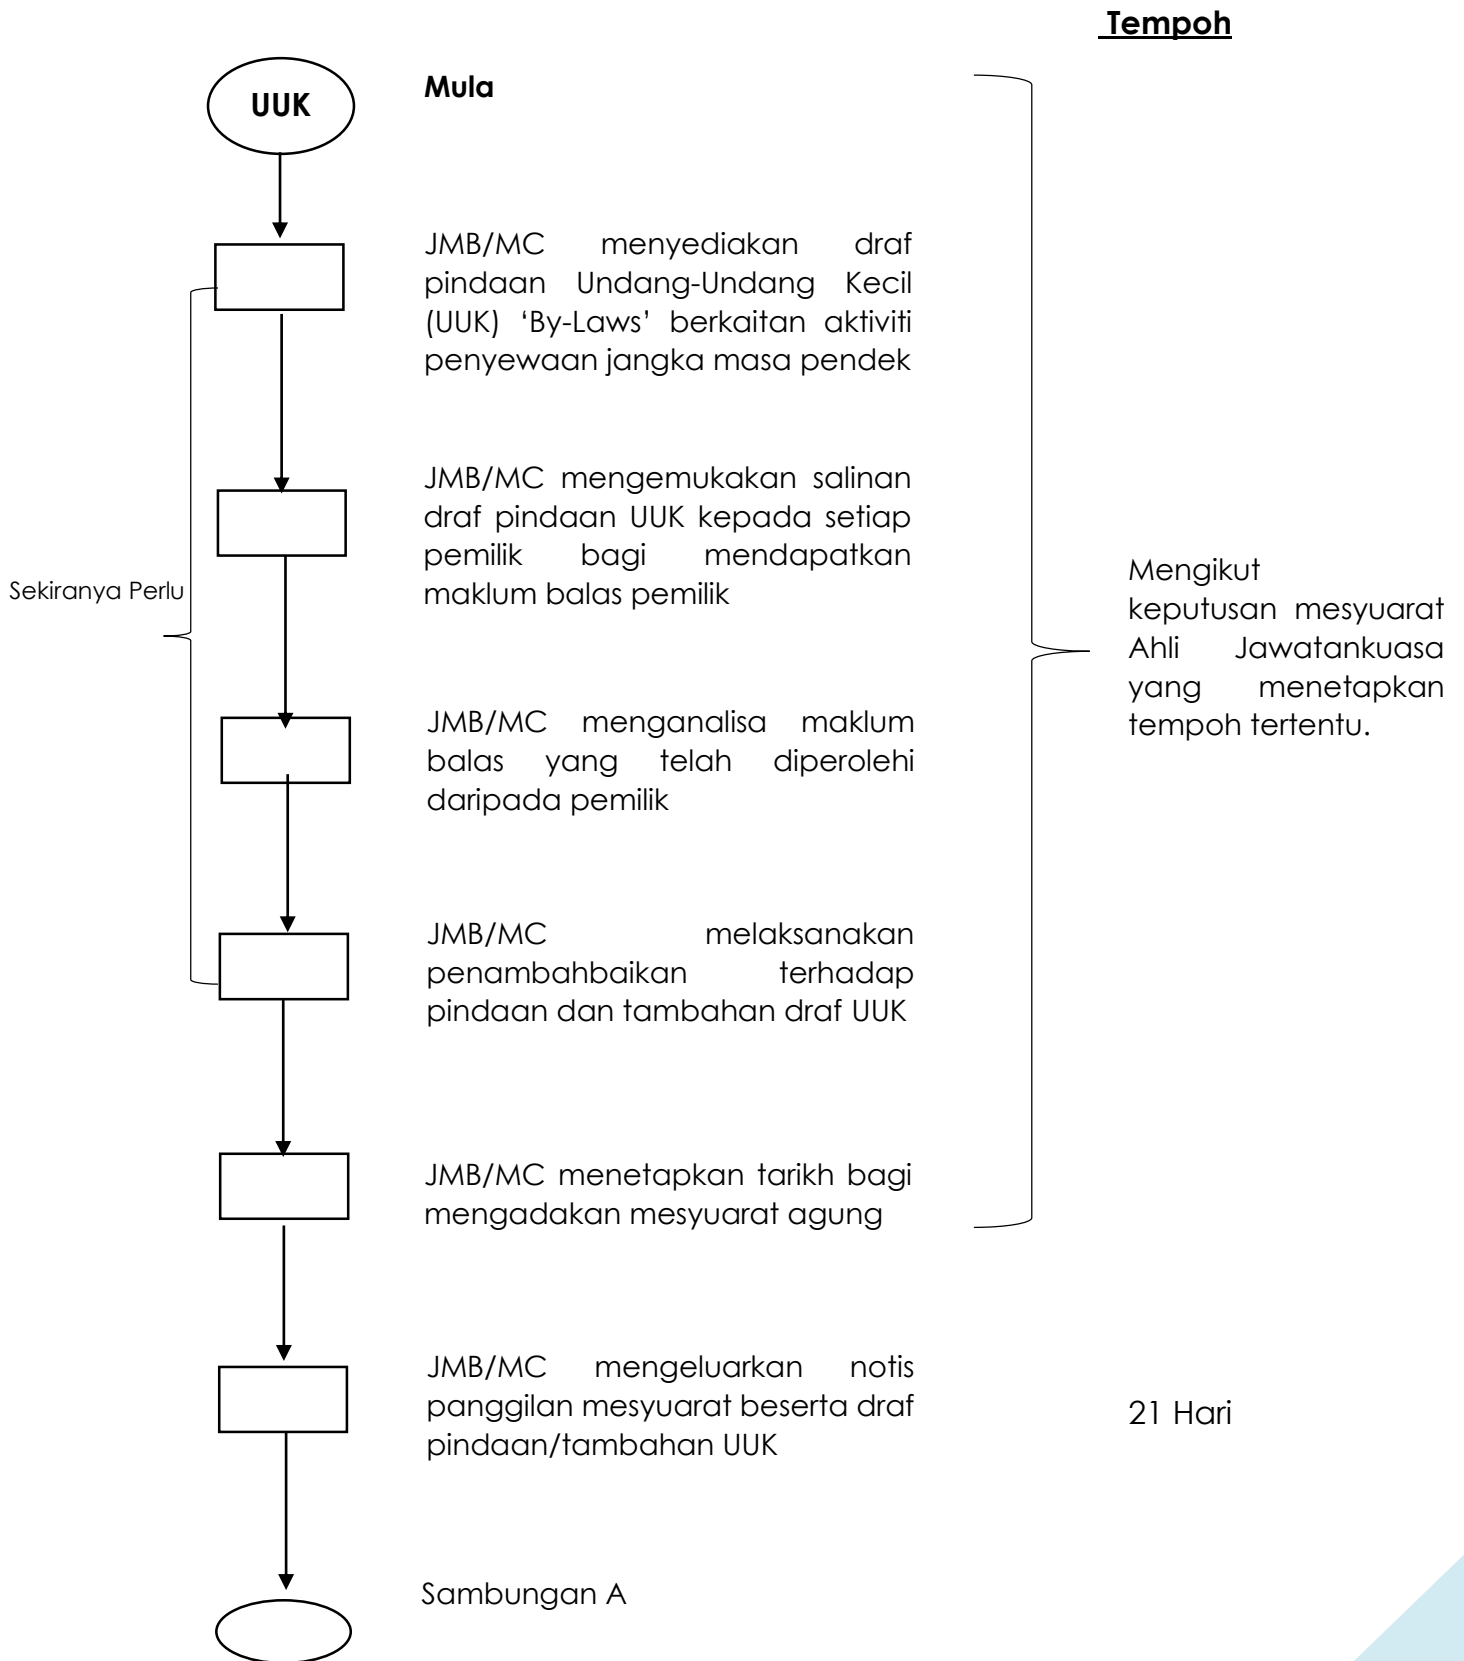 Tempoh
UUK
Mula
JMB/MC menyediakan draf
pindaan Undang-Undang Kecil
(UUK) ‘By-Laws’ berkaitan aktiviti
penyewaan jangka masa pendek
JMB/MC mengemukakan salinan
draf pindaan UUK kepada setiap
pemilik bagi mendapatkan
maklum balas pemilik
Sekiranya Perlu
Mengikut
keputusan mesyuarat
Ahli Jawatankuasa
yang menetapkan
tempoh tertentu.
JMB/MC menganalisa maklum
balas yang telah diperolehi
daripada pemilik
JMB/MC melaksanakan
penambahbaikan terhadap
pindaan dan tambahan draf UUK
JMB/MC menetapkan tarikh bagi
mengadakan mesyuarat agung
JMB/MC mengeluarkan notis
panggilan mesyuarat beserta draf
pindaan/tambahan UUK
21 Hari
Sambungan A